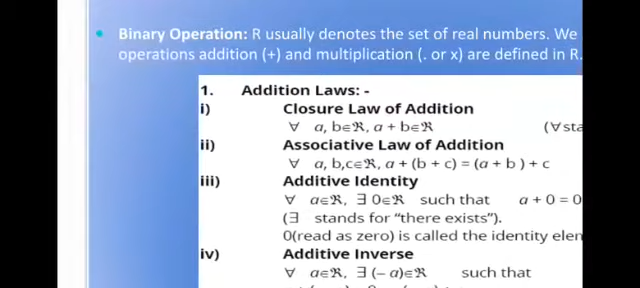 • Binary Operation: R usually denotes the set of real numbers. We
operations addition (+) and multiplication (. or x) are defined in R.
1. Addition Laws: -
i) Closure Law of Addition
∀ a, b∈ℜ, a + b∈ℜ (∀sta
ii) Associative Law of Addition
∀ a, b,c∈ℜ, a + (b + c) = (a + b ) + c
iii) Additive Identity
∀ a∈ℜ, ∃ 0∈ℜ such that a + 0 = 0
(∃ stands for “there exists”).
0(read as zero) is called the identity elen
iv) Additive Inverse
∀ a∈ℜ, ∃ (– a)∈ℜ such that